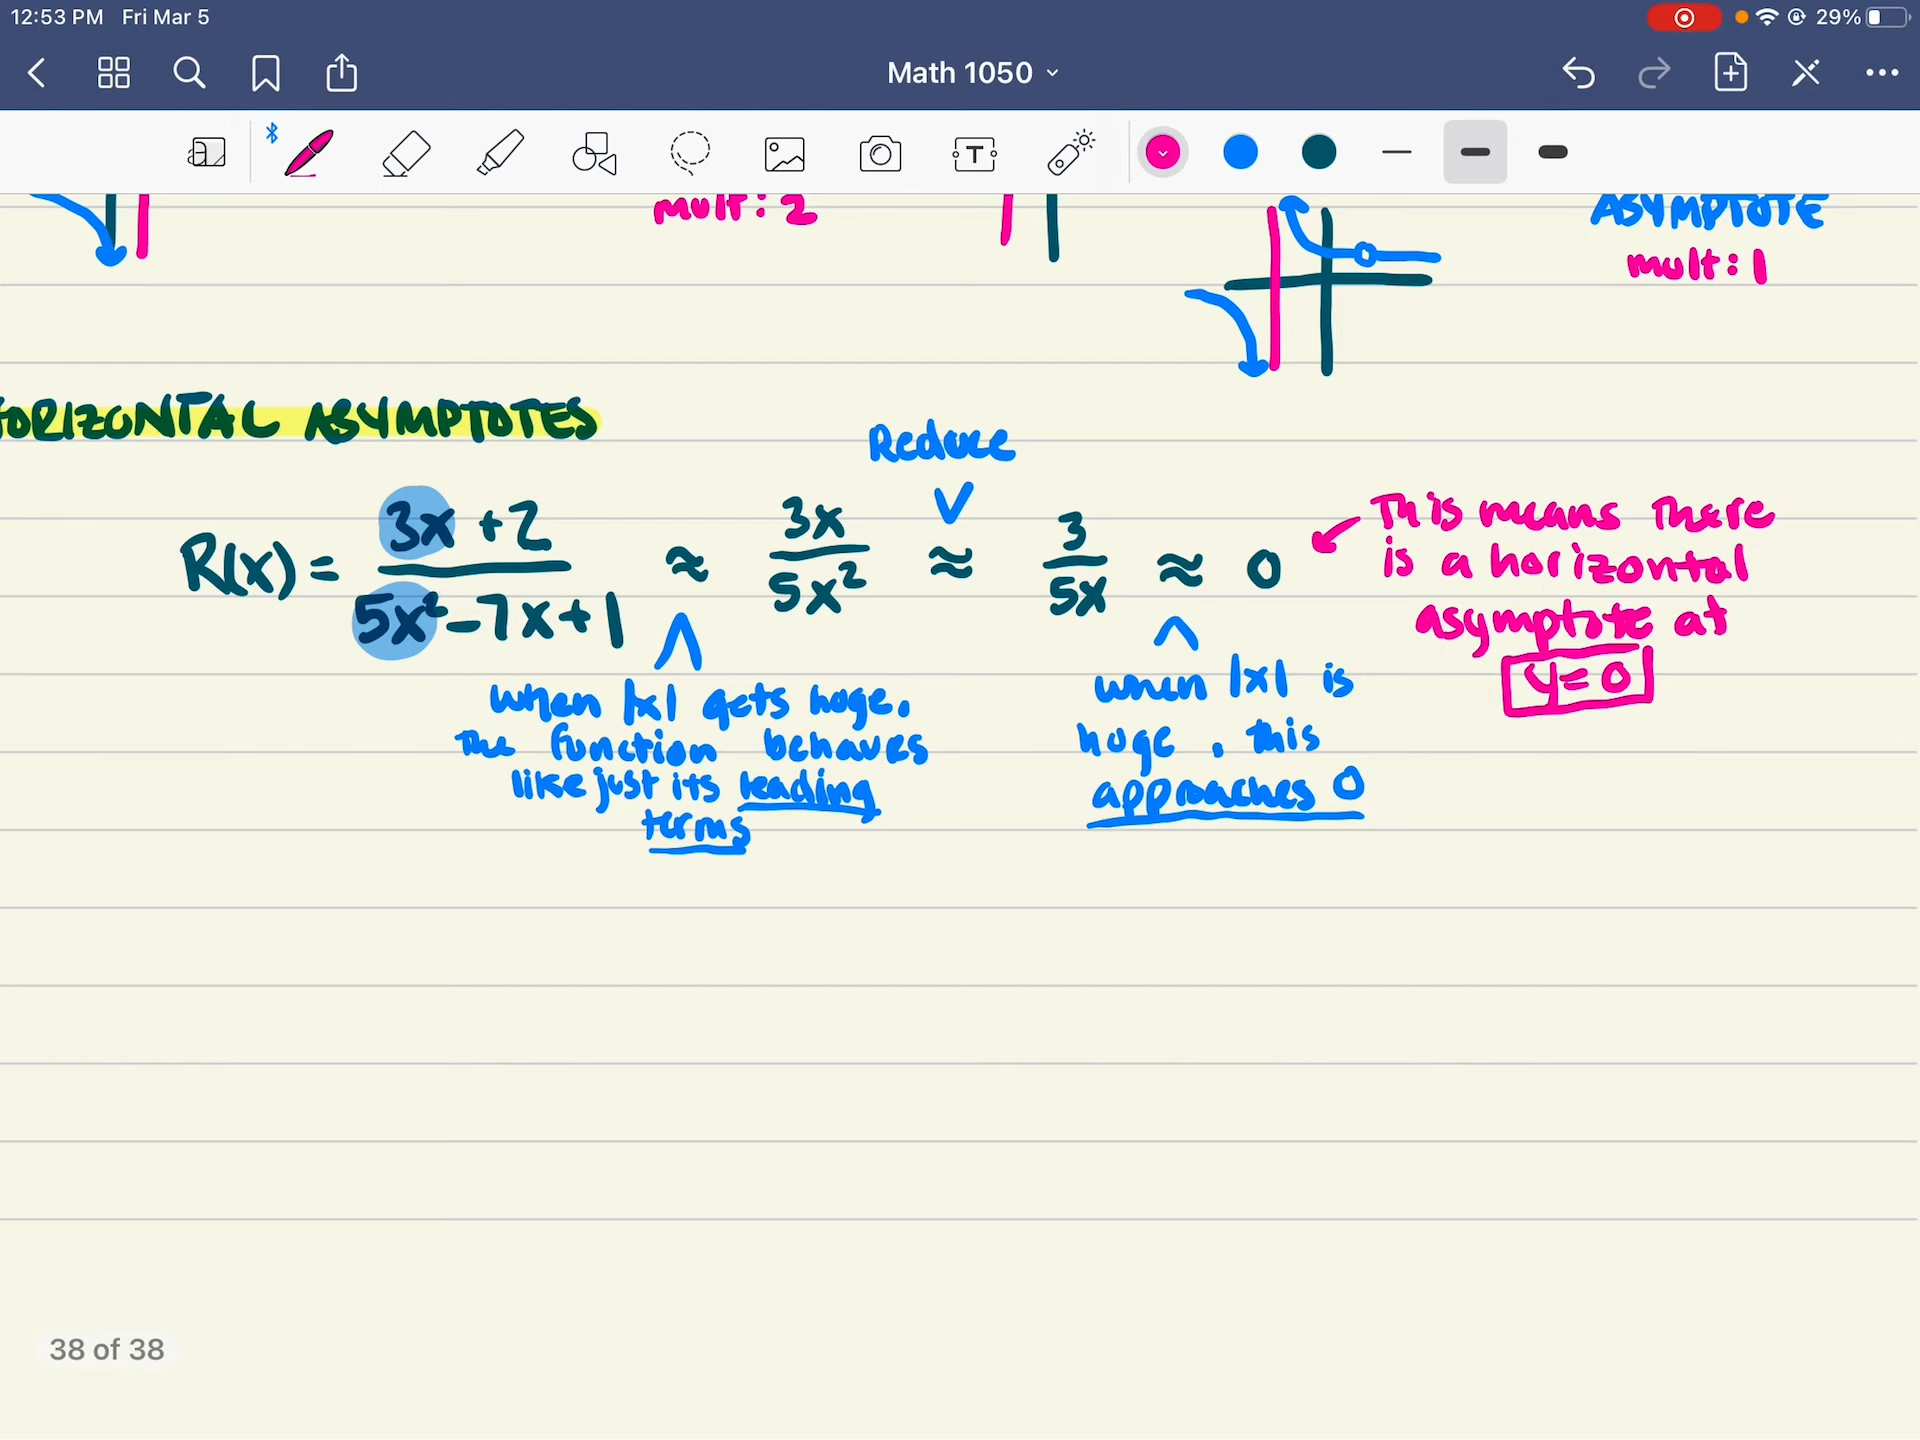 12:53 PM Fri Mar 5
29%
Math 1050
mult: 2
ASYMPTOTE
mult: 1
HORIZONTAL ASYMPTOTES
Reduce
R(x) = (3x + 2)/(5x² - 7x + 1) ≈ 3x/5x² ≈ 3/5x ≈ 0
This means there
is a horizontal
asymptote at
y = 0
when |x| gets huge,
the function behaves
like just its leading
terms
when |x| is
huge, this
approaches 0
38 of 38